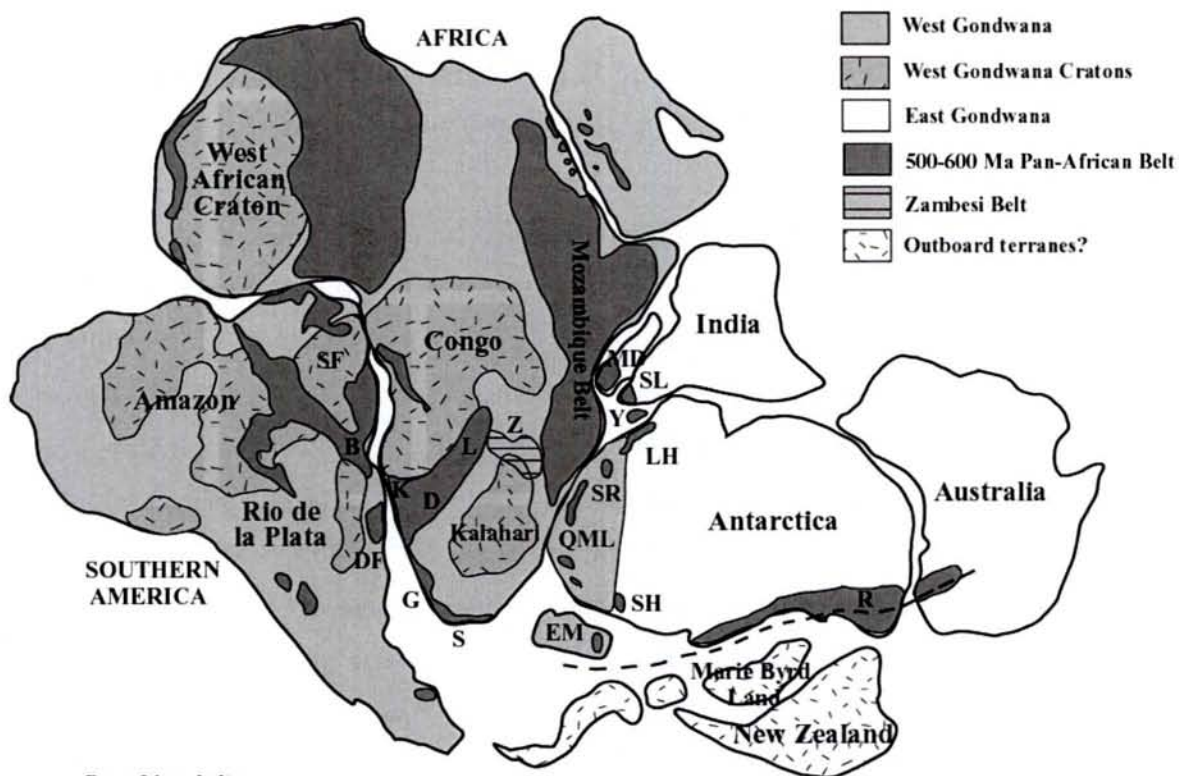 AFRICA
West Gondwana
West Gondwana Cratons
East Gondwana
500-600 Ma Pan-African Belt
Zambesi Belt
Outboard terranes?
West
African
Craton
Mozambique Belt
India
Congo
SF
MD
SL
Amazon
Y
Z
B
L
LH
K
D
SR
Australia
Rio de
la Plata
Kalahari
Antarctica
QML
DF
SOUTHERN
AMERICA
G
SH
R
S
EM
Marie Byrd
Land
New Zealand